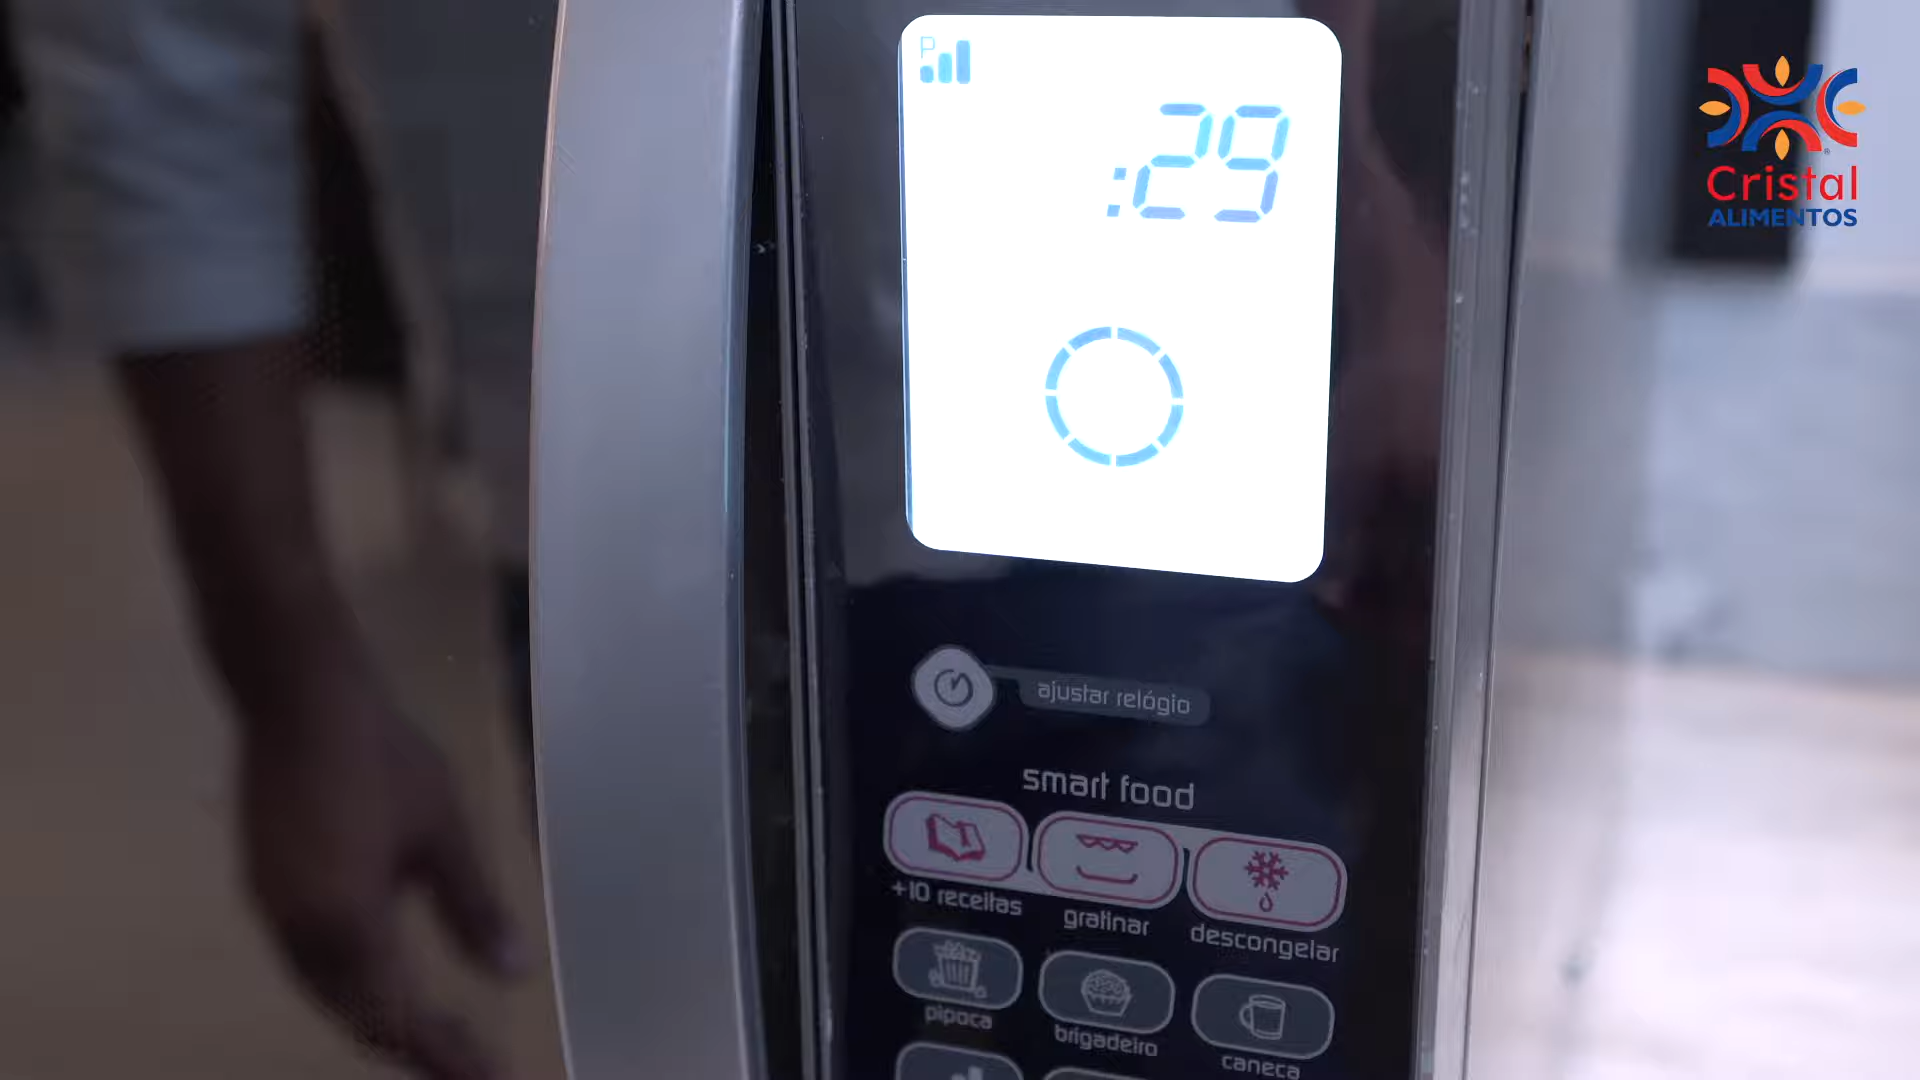 P
:29
Cristal
ALIMENTOS
ajustar relógio
smart food
+10 receitas
gratinar
descongelar
pipoca
brigadeiro
caneca